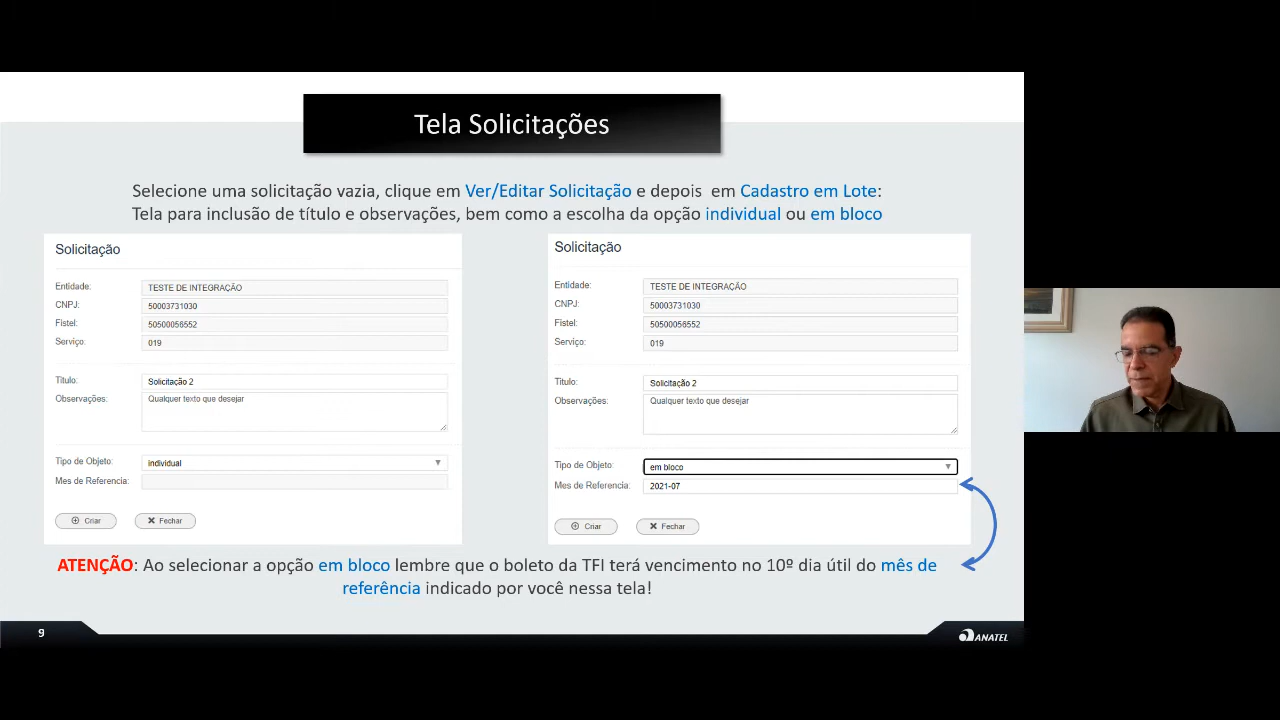 Tela Solicitações
Selecione uma solicitação vazia, clique em Ver/Editar Solicitação e depois em Cadastro em Lote:
Tela para inclusão de título e observações, bem como a escolha da opção individual ou em bloco
Solicitação
Entidade: TESTE DE INTEGRAÇÃO
CNPJ: 50003731030
Fistel: 50500056552
Serviço: 019
Titulo: Solicitação 2
Observações: Qualquer texto que desejar
Tipo de Objeto: individual
Mes de Referencia:
Criar Fechar
Solicitação
Entidade: TESTE DE INTEGRAÇÃO
CNPJ: 50003731030
Fistel: 50500056552
Serviço: 019
Titulo: Solicitação 2
Observações: Qualquer texto que desejar
Tipo de Objeto: em bloco
Mes de Referencia: 2021-07
Criar Fechar
ATENÇÃO: Ao selecionar a opção em bloco lembre que o boleto da TFI terá vencimento no 10º dia útil do mês de
referência indicado por você nessa tela!
9
ANATEL